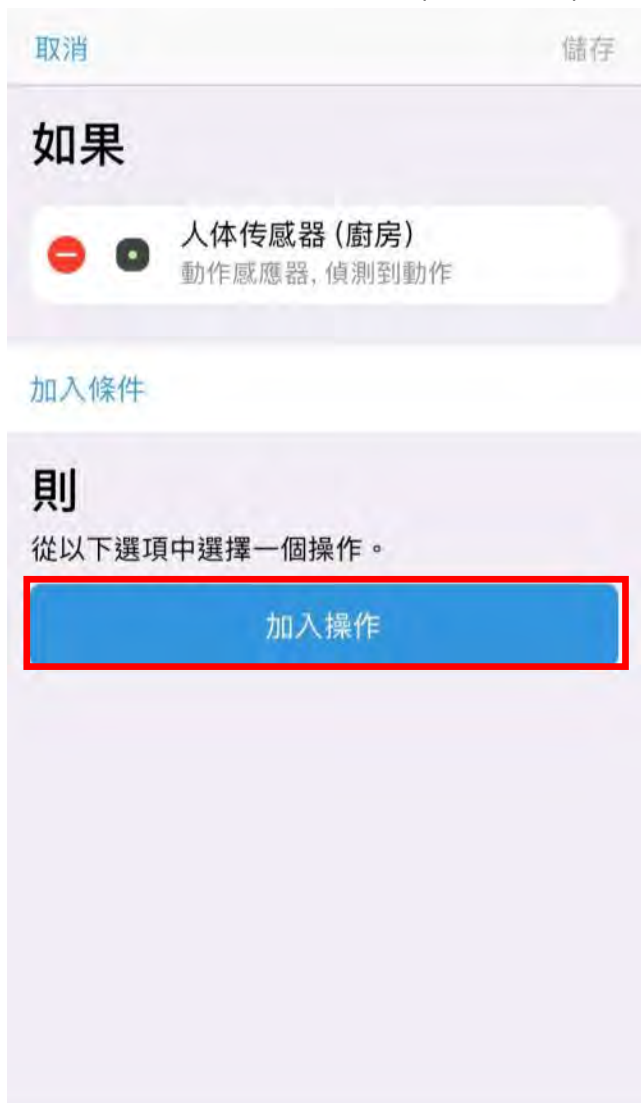 取消
儲存
如果
人体传感器 (廚房)
動作感應器, 偵測到動作
加入條件
則
從以下選項中選擇一個操作。
加入操作